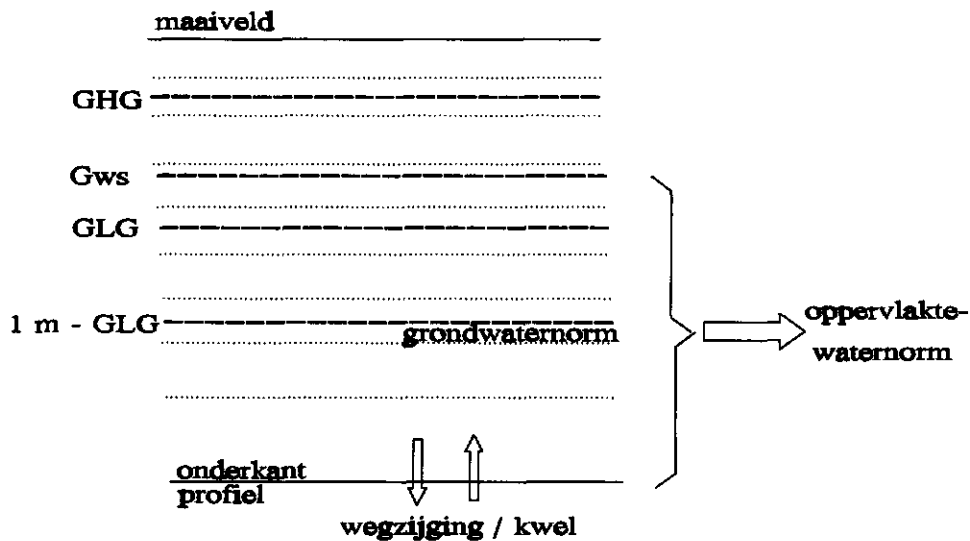 maaiveld
GHG
Gws
GLG
1 m - GLG
grondwaternorm
oppervlakte-
waternorm
onderkant
profiel
wegzijging / kwel